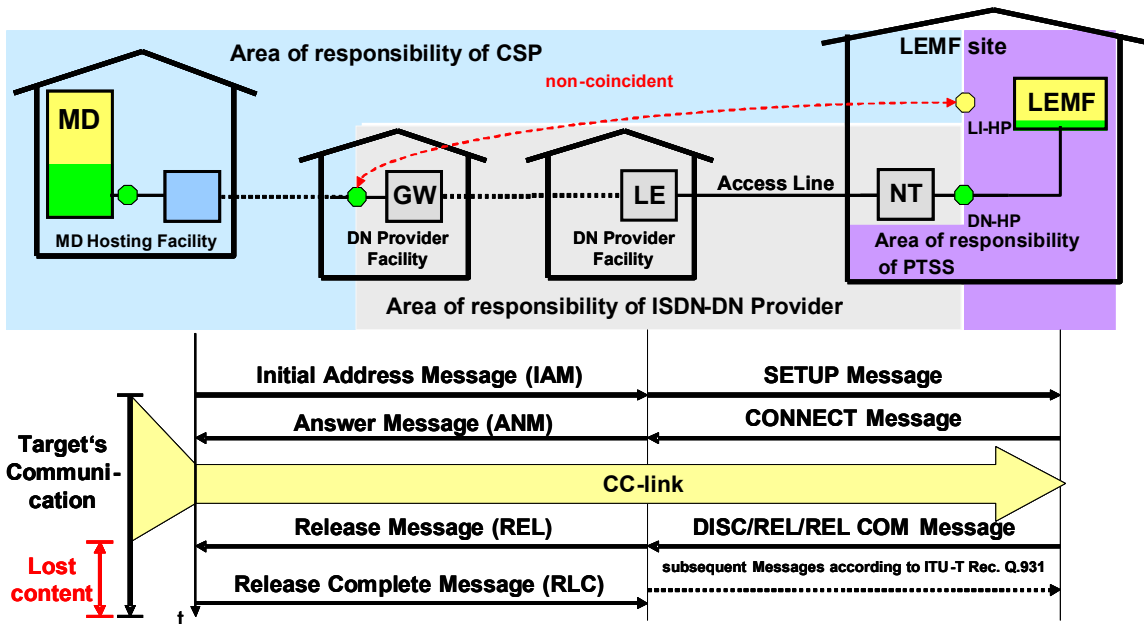 Area of responsibility of CSP
LEMF site
non-coincident
MD
LEMF
LI-HP
GW
LE
Access Line
NT
DN-HP
MD Hosting Facility
DN Provider
Facility
DN Provider
Facility
Area of responsibility
of PTSS
Area of responsibility of ISDN-DN Provider
Initial Address Message (IAM)
SETUP Message
Answer Message (ANM)
CONNECT Message
Target's
Communi-
cation
CC-link
Release Message (REL)
DISC/REL/REL COM Message
Lost
content
subsequent Messages according to ITU-T Rec. Q.931
Release Complete Message (RLC)
t